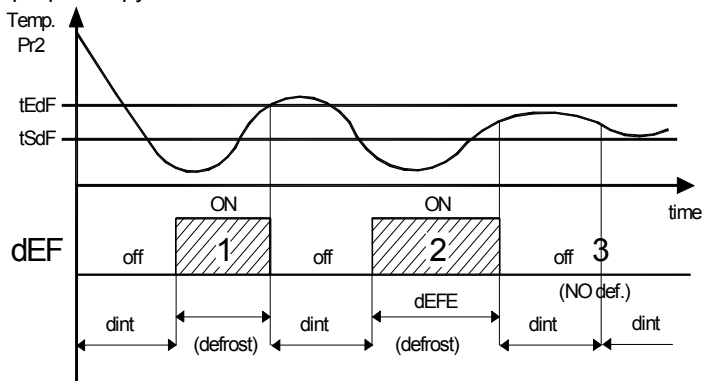 Temp.
Pr2
tEdF
tSdF
time
ON
ON
dEF
off
1
off
2
off
3
(NO def.)
dEFE
dint
(defrost)
dint
(defrost)
dint
dint